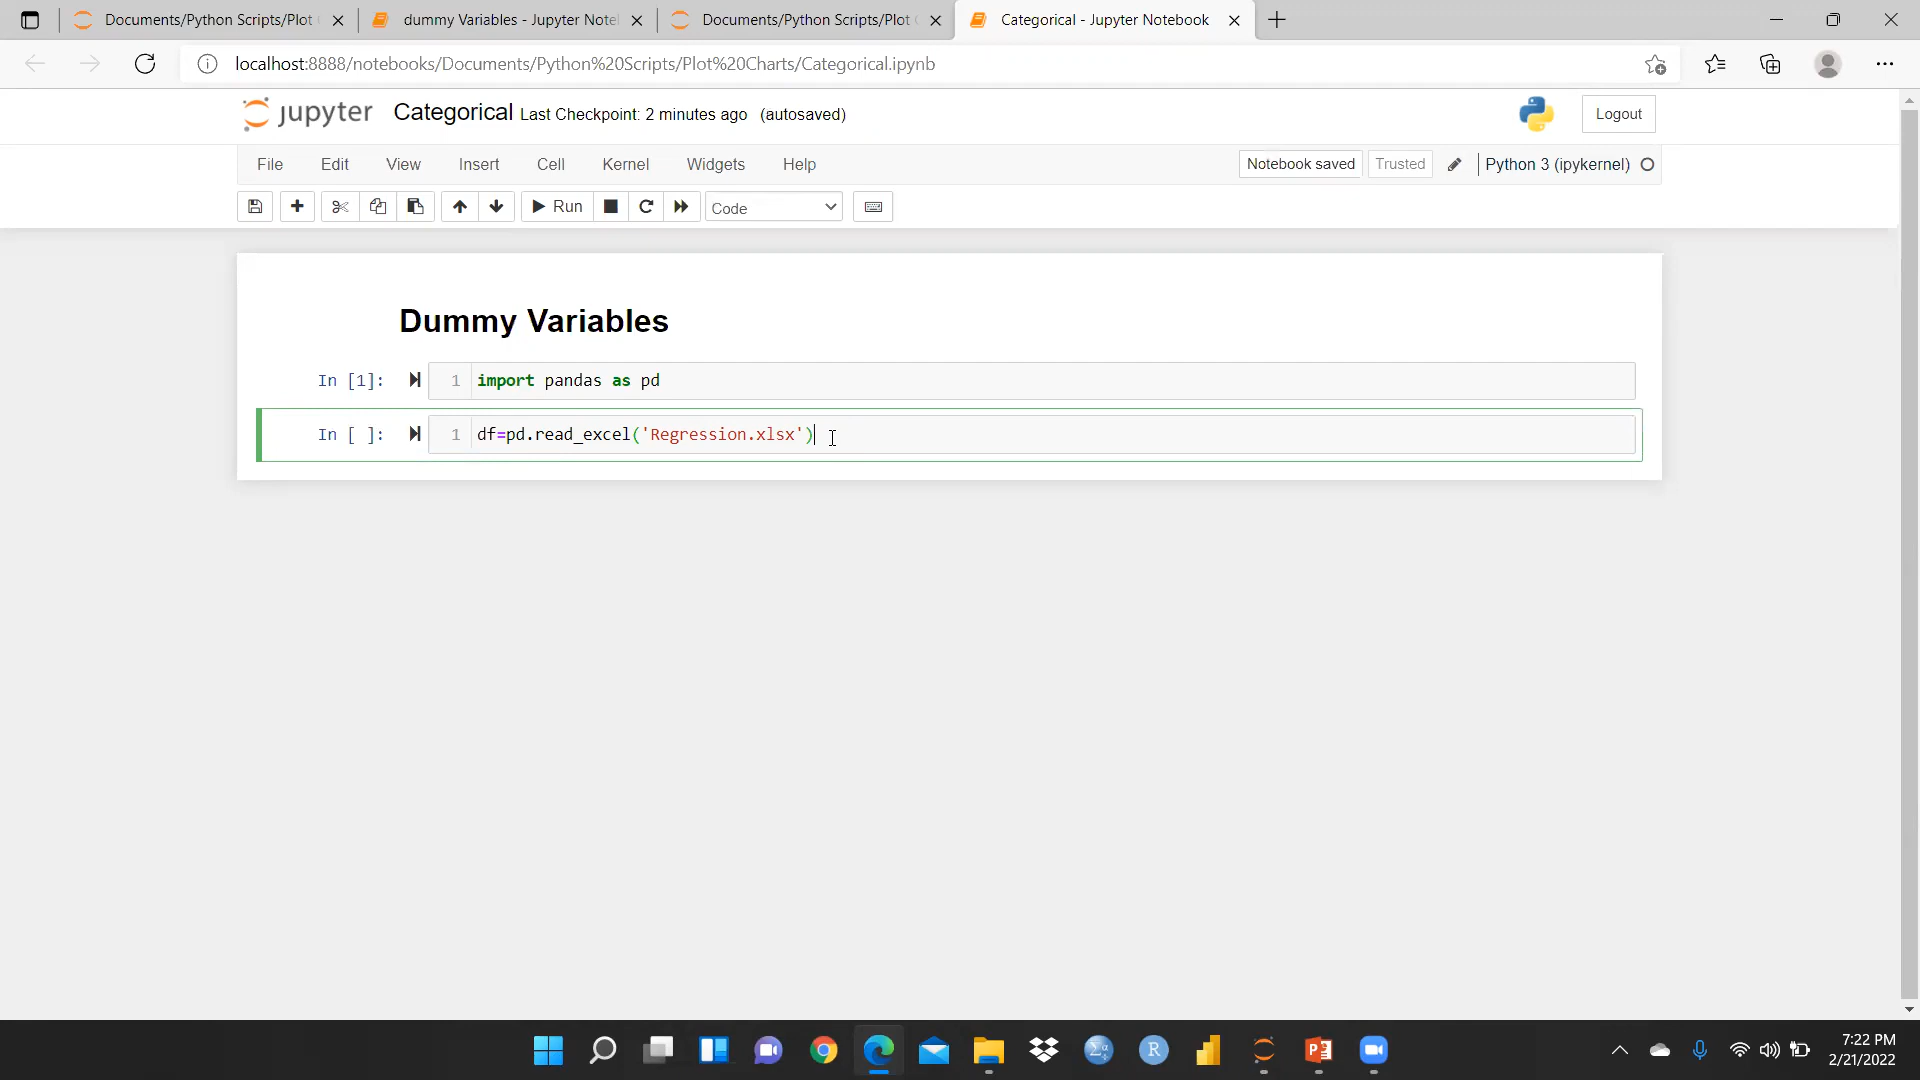 Documents/Python Scripts/Plot
dummy Variables - Jupyter Note
Documents/Python Scripts/Plot
Categorical - Jupyter Notebook
localhost:8888/notebooks/Documents/Python%20Scripts/Plot%20Charts/Categorical.ipynb
jupyter Categorical Last Checkpoint: 2 minutes ago (autosaved)
Logout
File Edit View Insert Cell Kernel Widgets Help
Notebook saved Trusted Python 3 (ipykernel)
Run Code
Dummy Variables
In [1]: 1 import pandas as pd
In [ ]: 1 df=pd.read_excel('Regression.xlsx')
7:22 PM
2/21/2022